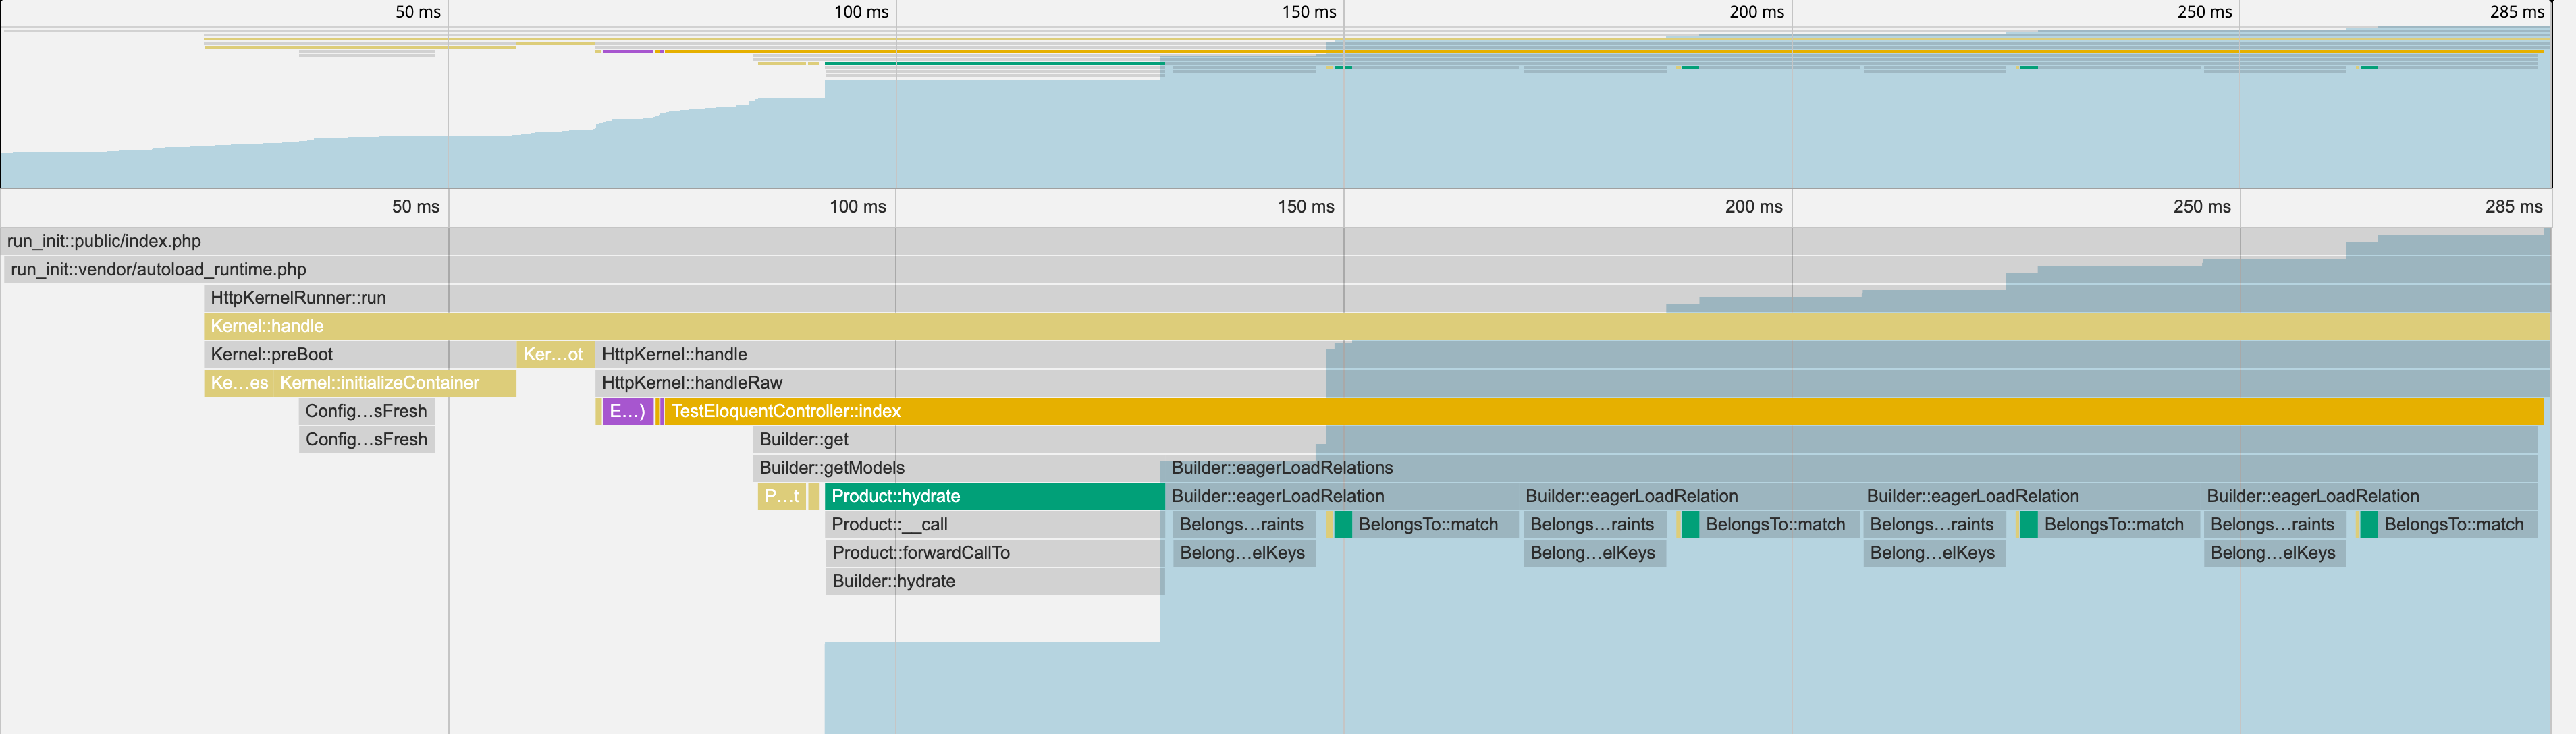 50 ms 100 ms 150 ms 200 ms 250 ms 285 ms
50 ms 100 ms 150 ms 200 ms 250 ms 285 ms
run_init::public/index.php
run_init::vendor/autoload_runtime.php
HttpKernelRunner::run
Kernel::handle
Kernel::preBoot Ker…ot HttpKernel::handle
Ke…es Kernel::initializeContainer HttpKernel::handleRaw
Config…sFresh E…) TestEloquentController::index
Config…sFresh Builder::get
Builder::getModels Builder::eagerLoadRelations
P…t Product::hydrate Builder::eagerLoadRelation Builder::eagerLoadRelation Builder::eagerLoadRelation Builder::eagerLoadRelation
Product::__call Belongs…raints BelongsTo::match Belongs…raints BelongsTo::match Belongs…raints BelongsTo::match Belongs…raints BelongsTo::match
Product::forwardCallTo Belong…elKeys Belong…elKeys Belong…elKeys Belong…elKeys
Builder::hydrate